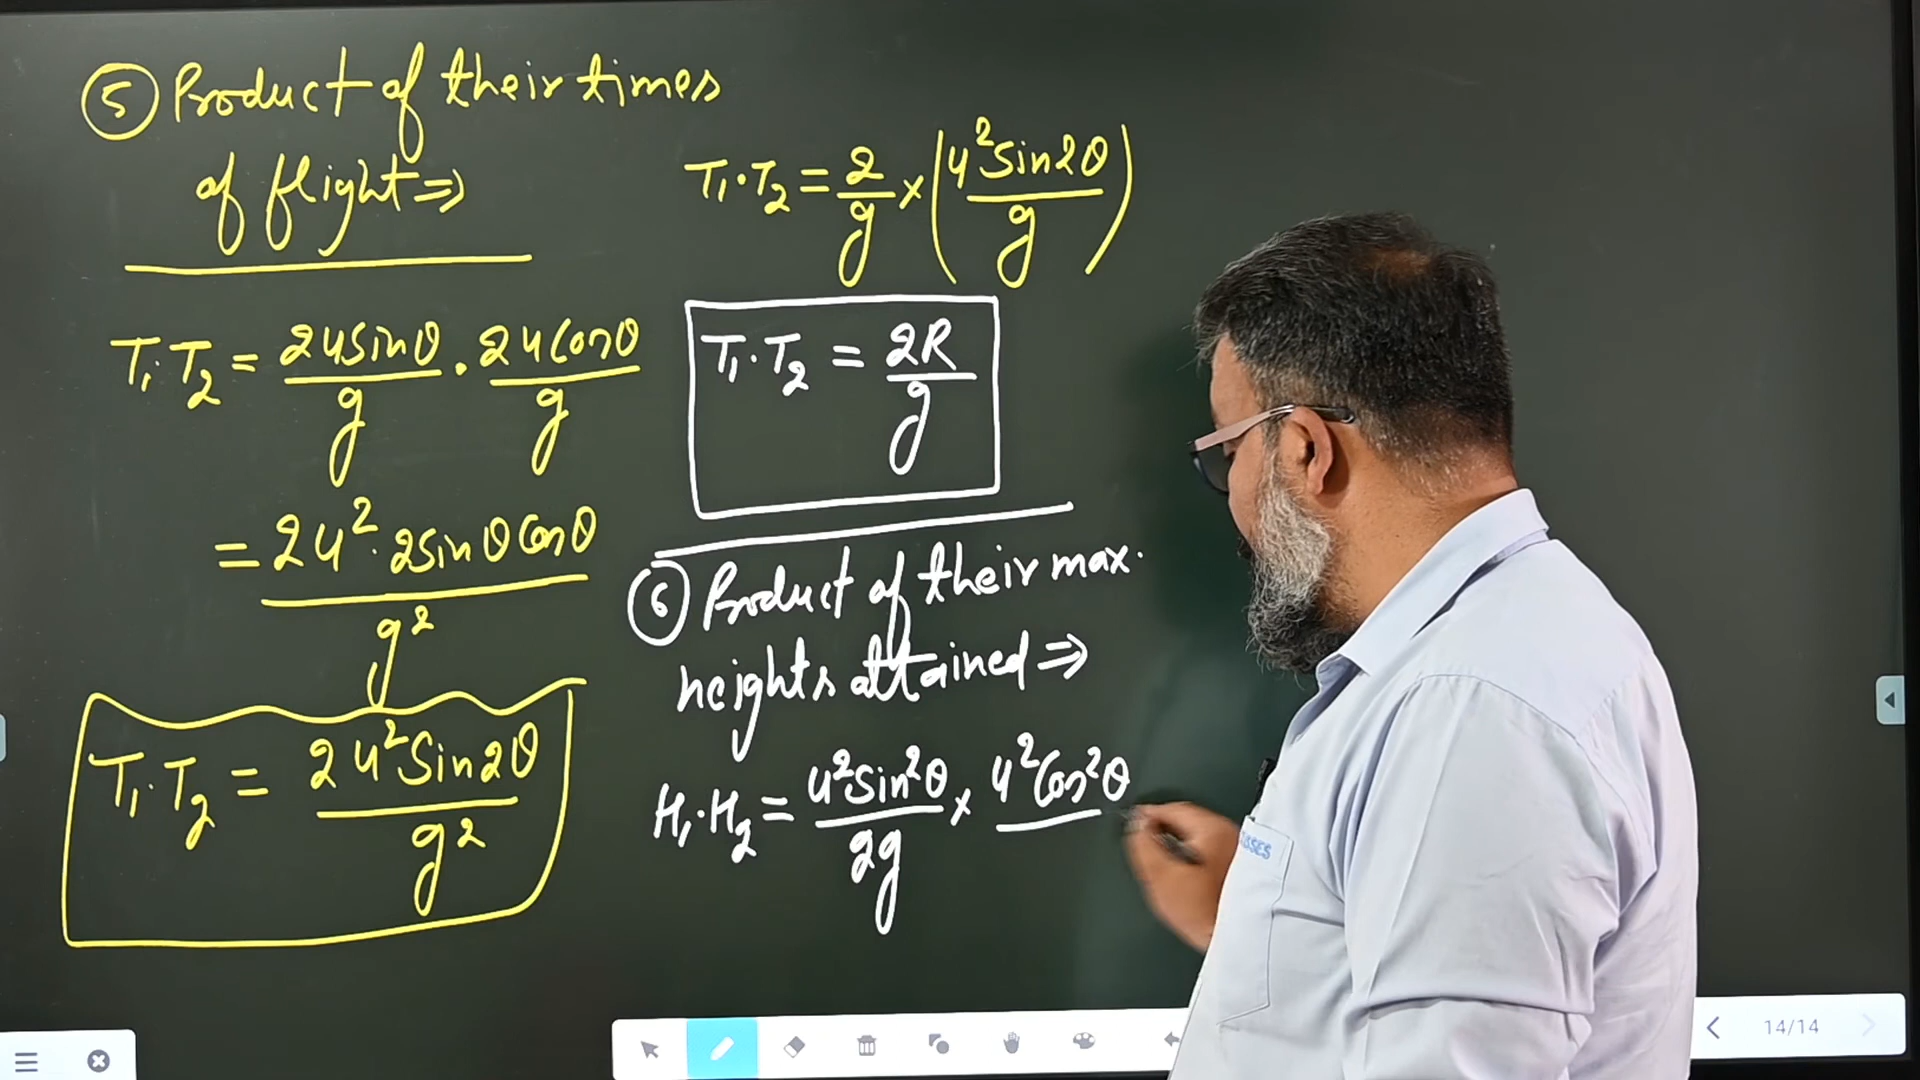 ⑤ Product of their times
of flight ⇒
T₁·T₂ = 2usinθ/g · 2ucosθ/g
= 2u²·2sinθcosθ/g²
T₁·T₂ = 2u²Sin2θ/g²
T₁·T₂ = 2/g × (u²Sin2θ/g)
T₁·T₂ = 2R/g
⑥ Product of their max.
heights attained ⇒
H₁·H₂ = u²Sin²θ/2g × u²Cos²θ
SSES
14/14